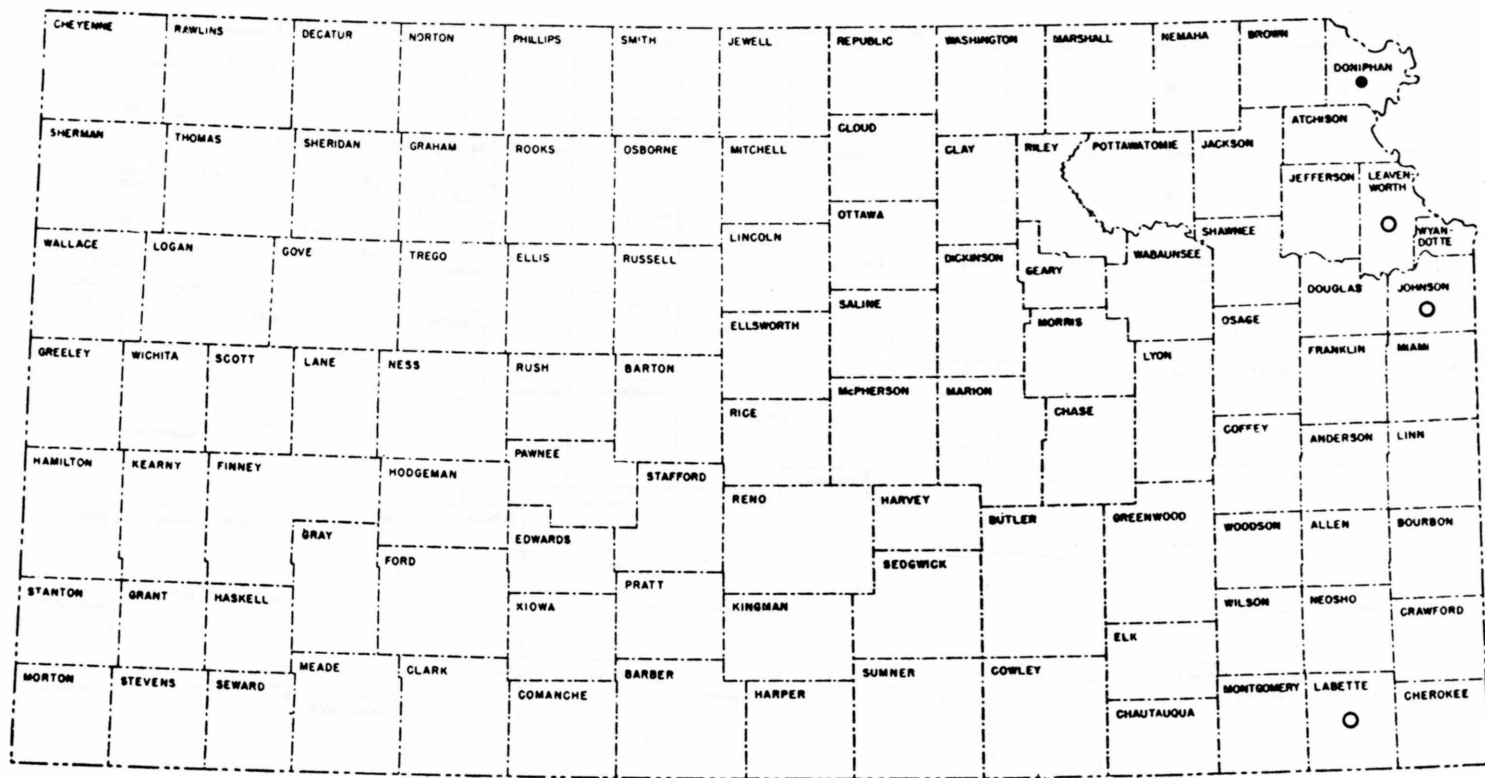 CHEYENNE
RAWLINS
DECATUR
NORTON
PHILLIPS
SMITH
JEWELL
REPUBLIC
WASHINGTON
MARSHALL
NEMAHA
BROWN
DONIPHAN
SHERMAN
THOMAS
SHERIDAN
GRAHAM
ROOKS
OSBORNE
MITCHELL
CLOUD
CLAY
RILEY
POTTAWATOMIE
JACKSON
ATCHISON
JEFFERSON
LEAVEN
WORTH
WYAN-
DOTTE
WALLACE
LOGAN
GOVE
TREGO
ELLIS
RUSSELL
LINCOLN
OTTAWA
DICKINSON
GEARY
WABAUNSEE
SHAWNEE
DOUGLAS
JOHNSON
ELLSWORTH
SALINE
MORRIS
OSAGE
GREELEY
WICHITA
SCOTT
LANE
NESS
RUSH
BARTON
RICE
McPHERSON
MARION
CHASE
LYON
FRANKLIN
MIAMI
COFFEY
ANDERSON
LINN
HAMILTON
KEARNY
FINNEY
HODGEMAN
PAWNEE
STAFFORD
RENO
HARVEY
BUTLER
GREENWOOD
WOODSON
ALLEN
BOURBON
GRAY
FORD
EDWARDS
PRATT
SEDGWICK
STANTON
GRANT
HASKELL
XIOWA
KINGMAN
ELK
WILSON
NEOSHO
CRAWFORD
MORTON
STEVENS
SEWARD
MEADE
CLARK
COMANCHE
BARBER
HARPER
SUMNER
COWLEY
CHAUTAUQUA
MONTGOMERY
LABETTE
CHEROKEE